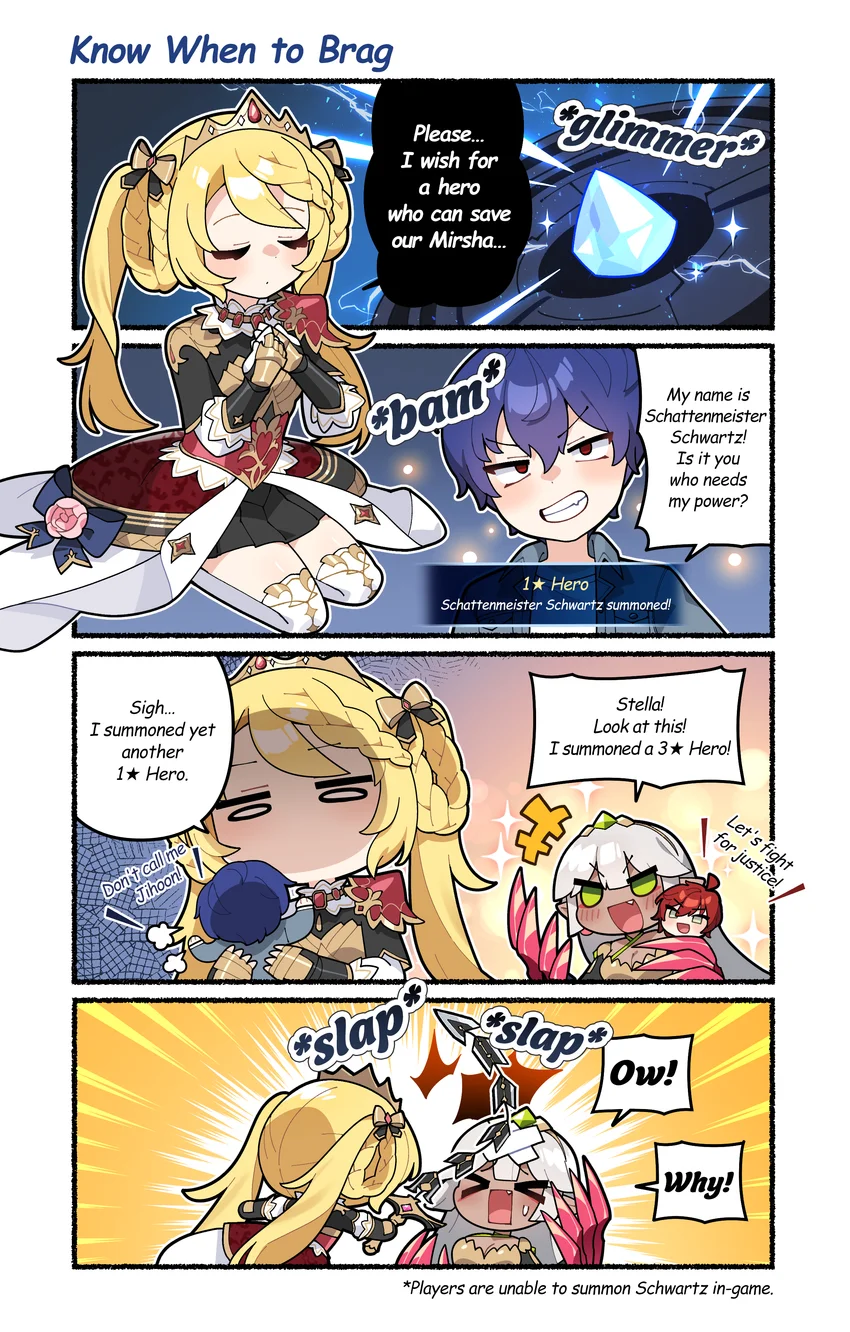 Know When to Brag
Please...
I wish for
a hero
who can save
our Mirsha...
*glimmer*
*bam*
My name is
Schattenmeister
Schwartz!
Is it you
who needs
my power?
1★ Hero
Schattenmeister Schwartz summoned!
Sigh...
I summoned yet
another
1★ Hero.
Don't call me
Jihoon!
Stella!
Look at this!
I summoned a 3★ Hero!
Let's fight
for justice!
*slap*
*slap*
Ow!
Why!
*Players are unable to summon Schwartz in-game.